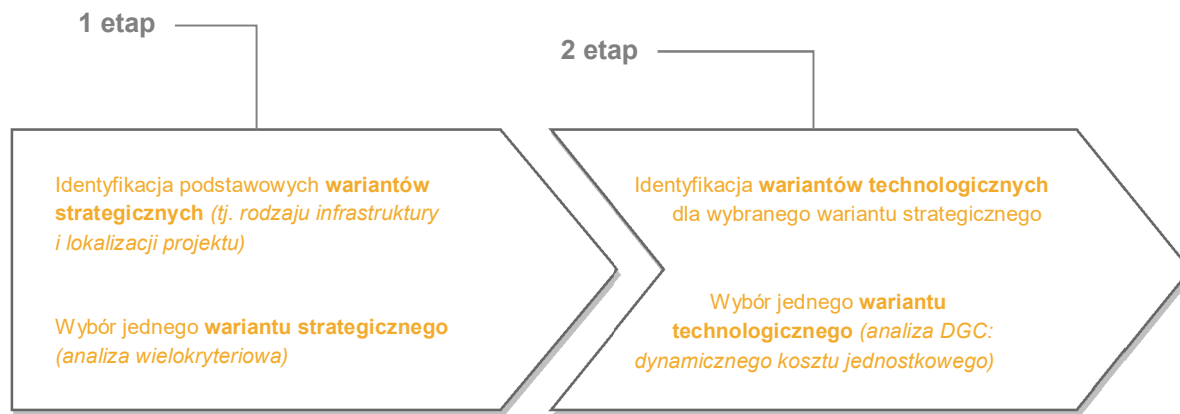 1 etap
2 etap
Identyfikacja podstawowych wariantów
strategicznych (tj. rodzaju infrastruktury
i lokalizacji projektu)
Wybór jednego wariantu strategicznego
(analiza wielokryteriowa)
Identyfikacja wariantów technologicznych
dla wybranego wariantu strategicznego
Wybór jednego wariantu
technologicznego (analiza DGC:
dynamicznego kosztu jednostkowego)